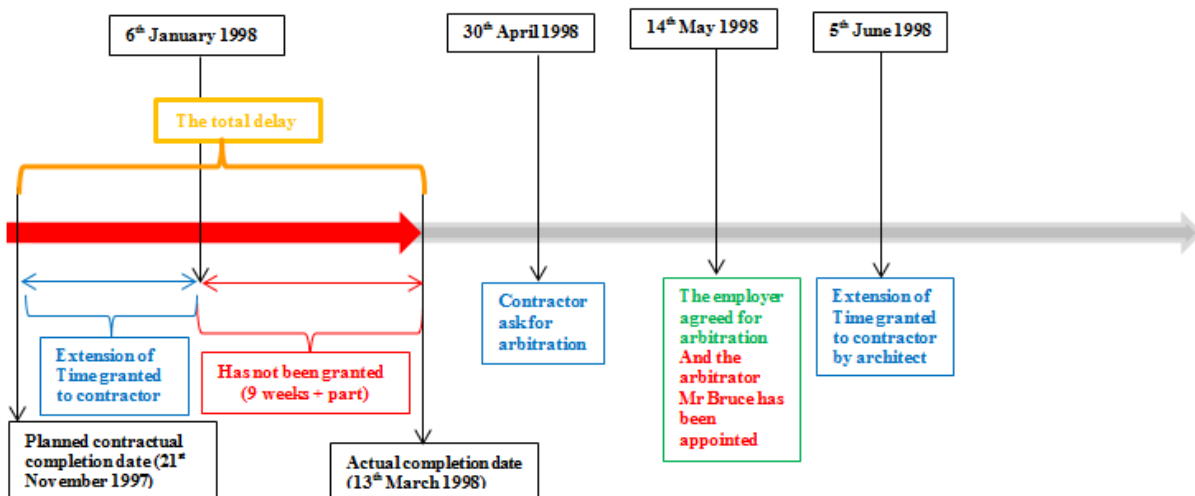 6th January 1998
30th April 1998
14th May 1998
5th June 1998
The total delay
Extension of
Time granted
to contractor
Has not been granted
(9 weeks + part)
Contractor
ask for
arbitration
The employer
agreed for
arbitration
And the
arbitrator
Mr Bruce has
been
appointed
Extension of
Time granted
to contractor
by architect
Planned contractual
completion date (21st
November 1997)
Actual completion date
(13th March 1998)